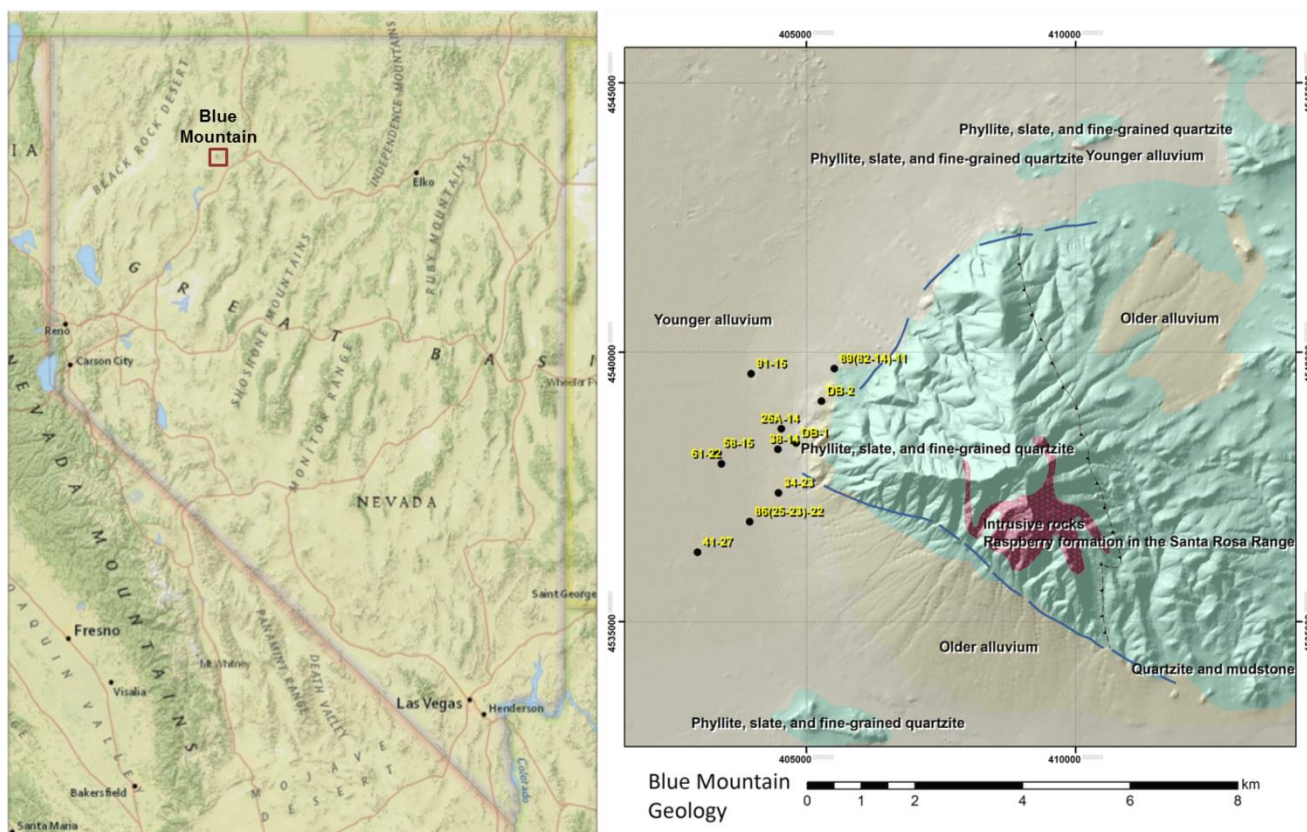 Blue
Mountain
BLACK ROCK DESERT
INDEPENDENCE MOUNTAINS
Elko
RUBY MOUNTAINS
SHOSHONE MOUNTAINS
GREAT BASI
Reno
Carson City
Wheeler
MONITOR RANGE
NEVADA
NEVADA MOUNTAINS
Saint George
Fresno
Mt Whitney
PANAMINT RANGE
DEATH
VALLEY
Visalia
OAQUIN VALLEY
Las Vegas
Henderson
MOJAVE
DESERT
Colorado
Bakersfield
Santa Maria
405000
410000
4545000
Phyllite, slate, and fine-grained quartzite
Phyllite, slate, and fine-grained quartzite
Younger alluvium
Younger alluvium
Older alluvium
4540000
91-15
89(82-14)-11
DB-2
26A-14
DB-1
38-14
58-15
61-22
Phyllite, slate, and fine-grained quartzite
34-23
86(25-23)-22
41-27
Intrusive rocks
Raspberry formation in the Santa Rosa Range
4535000
Older alluvium
Quartzite and mudstone
Phyllite, slate, and fine-grained quartzite
405000
410000
Blue Mountain
Geology
0
1
2
4
6
8
km